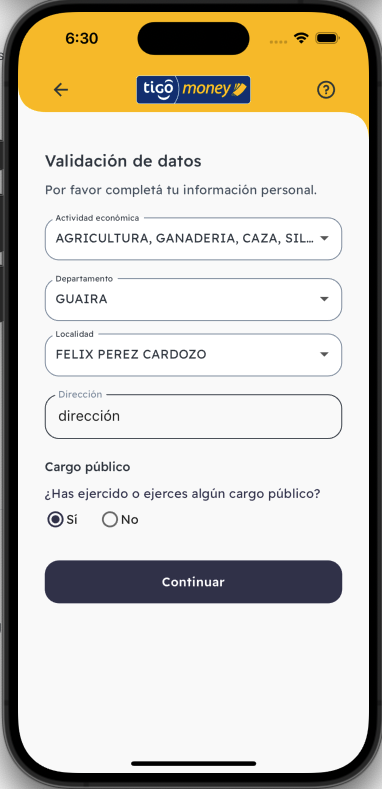 6:30
tigo money
Validación de datos
Por favor completá tu información personal.
Actividad económica
AGRICULTURA, GANADERIA, CAZA, SIL...
Departamento
GUAIRA
Localidad
FELIX PEREZ CARDOZO
Dirección
dirección
Cargo público
¿Has ejercido o ejerces algún cargo público?
Sí No
Continuar